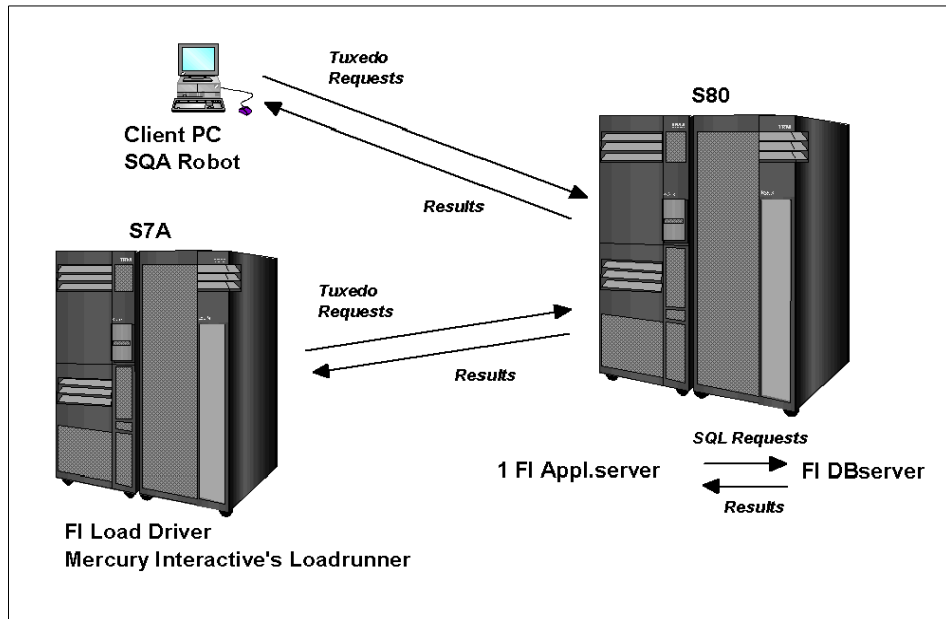 Tuxedo
Requests
S80
Client PC
SQA Robot
Results
S7A
Tuxedo
Requests
Results
SQL Requests
1 FI Appl.server
FI DBserver
Results
FI Load Driver
Mercury Interactive's Loadrunner